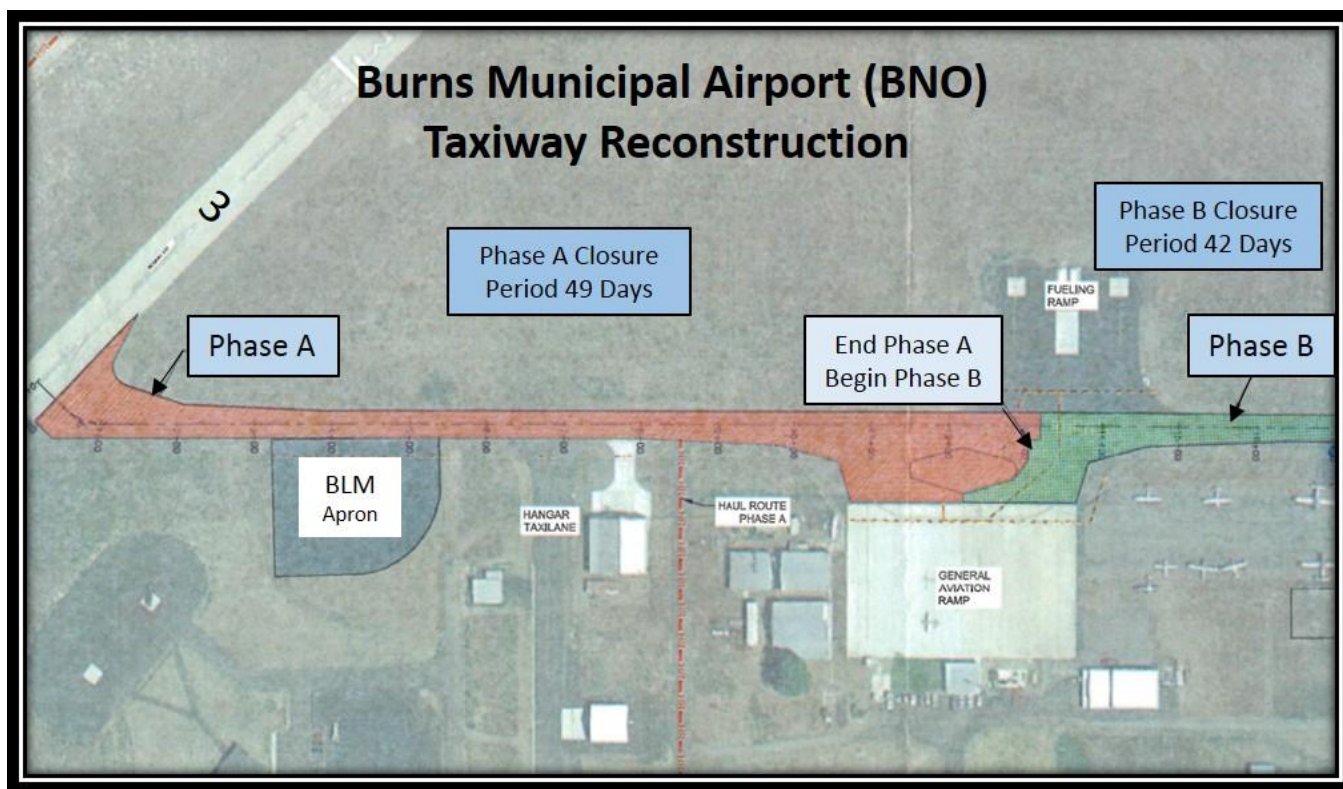 Burns Municipal Airport (BNO)
Taxiway Reconstruction
3
Phase A Closure
Period 49 Days
Phase B Closure
Period 42 Days
FUELING
RAMP
Phase A
End Phase A
Begin Phase B
Phase B
BLM
Apron
HANGAR
TAXILANE
HAUL ROUTE
PHASE A
GENERAL
AVIATION
RAMP